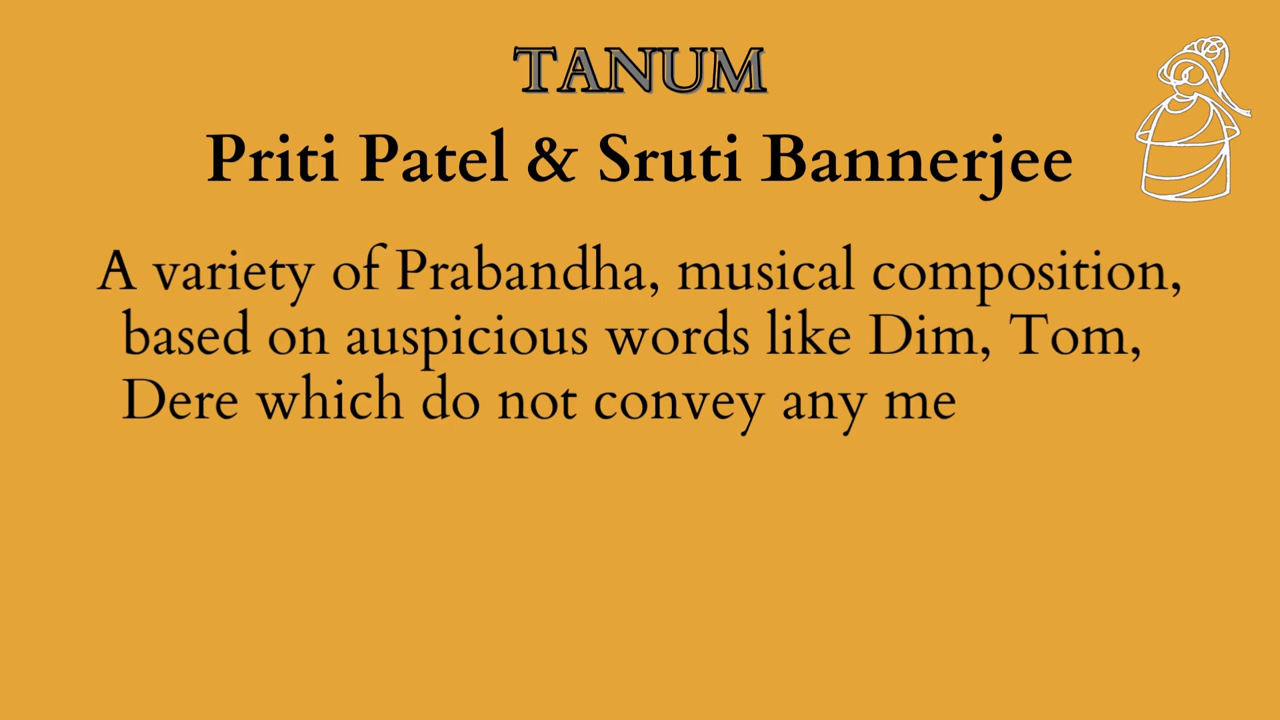 TANUM
Priti Patel & Sruti Bannerjee
A variety of Prabandha, musical composition,
based on auspicious words like Dim, Tom,
Dere which do not convey any me